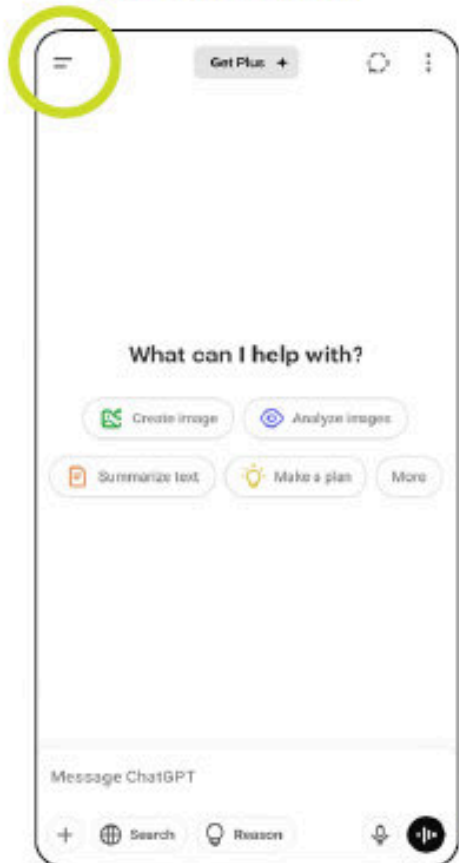 Get Plus +
What can I help with?
Create image
Analyze images
Summarize text
Make a plan
More
Message ChatGPT
Search
Reason